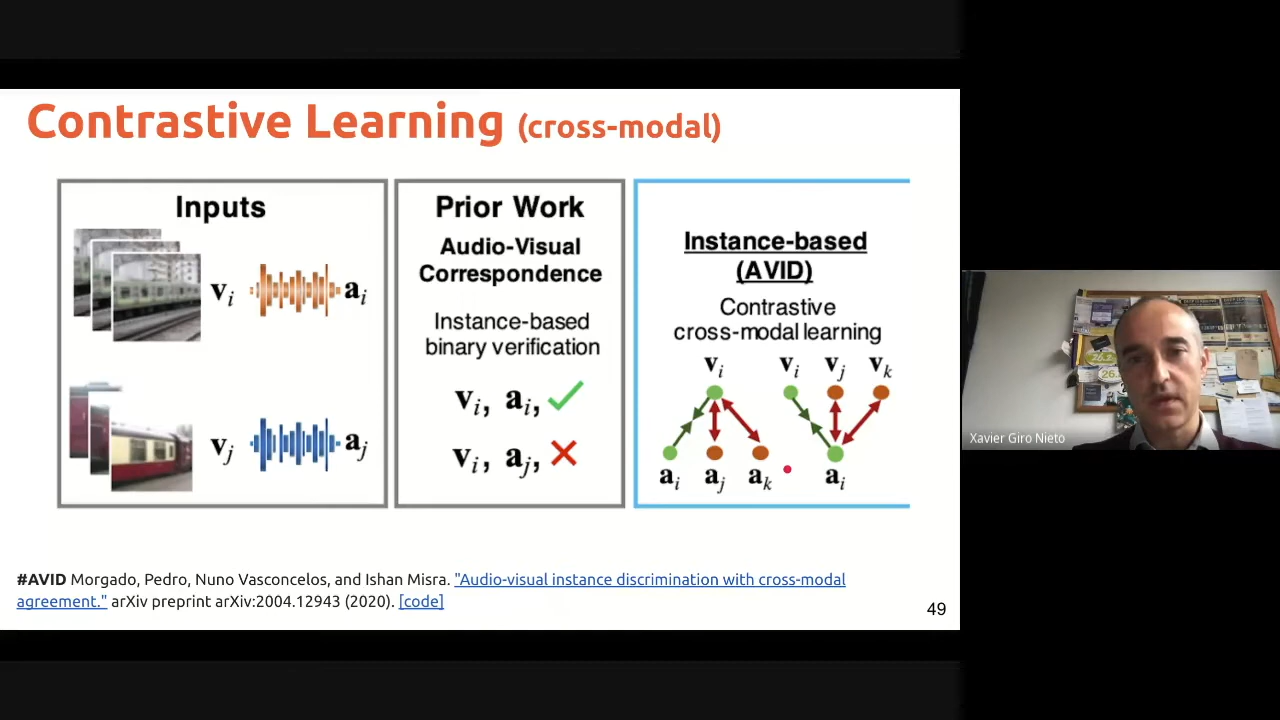 Contrastive Learning (cross-modal)
Inputs
v_i
a_i
v_j
a_j
Prior Work
Audio-Visual
Correspondence
Instance-based
binary verification
v_i, a_i, ✓
v_i, a_j, ✗
Instance-based
(AVID)
Contrastive
cross-modal learning
v_i v_i v_j v_k
a_i a_j a_k a_i
#AVID Morgado, Pedro, Nuno Vasconcelos, and Ishan Misra. "Audio-visual instance discrimination with cross-modal
agreement." arXiv preprint arXiv:2004.12943 (2020). [code]
49
Xavier Giro Nieto